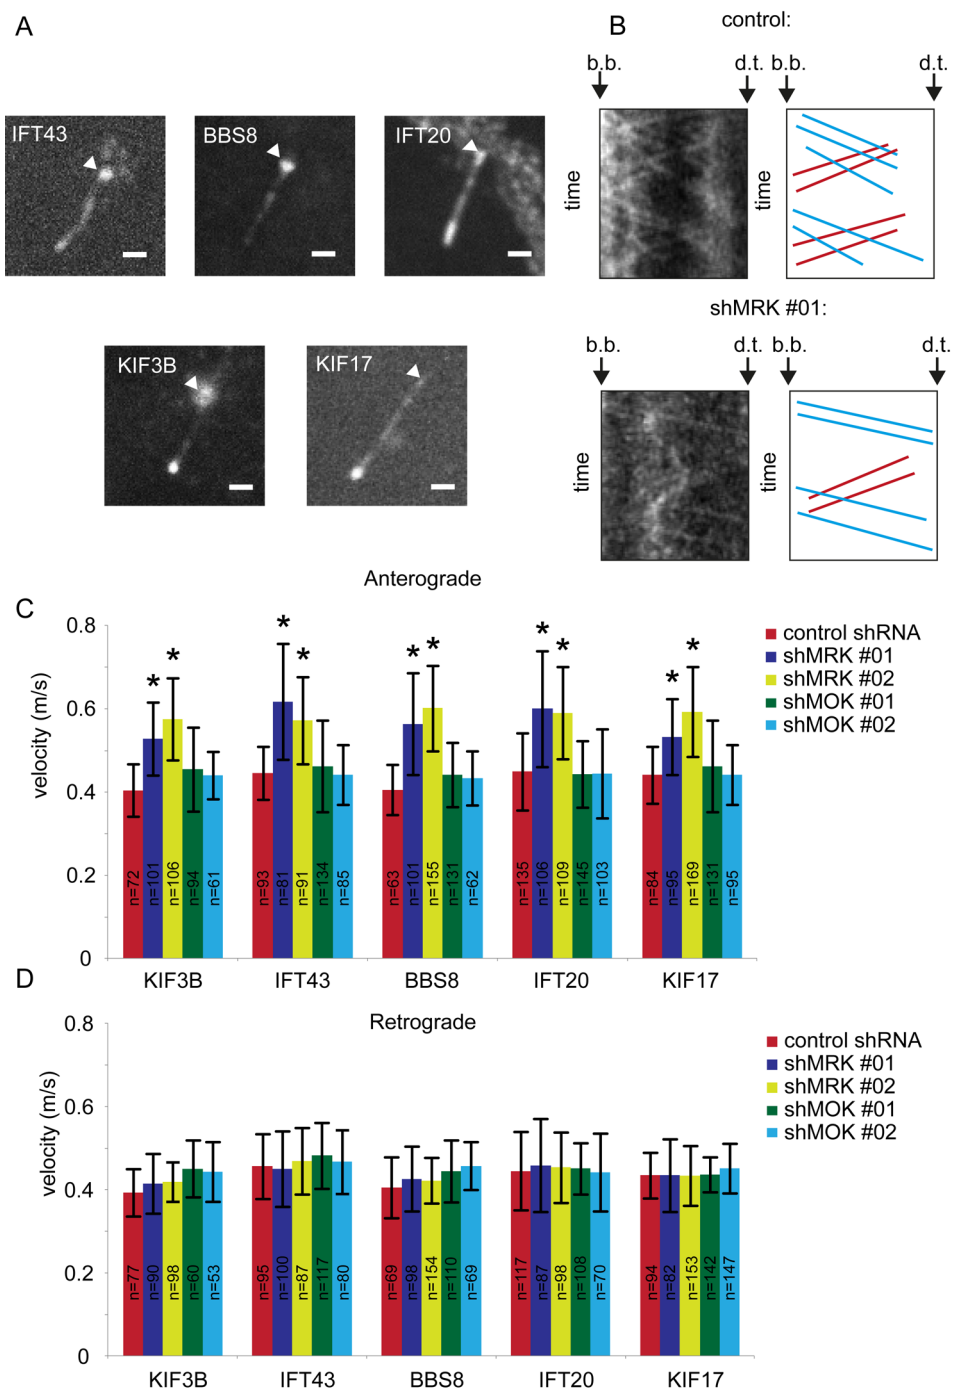 A
B
control:
b.b.
d.t.
b.b.
d.t.
IFT43
BBS8
IFT20
time
time
shMRK #01:
b.b.
d.t.
b.b.
d.t.
KIF3B
KIF17
time
time
Anterograde
C
0.8
0.6
0.4
0.2
0
velocity (m/s)
* * * * * * * * * *
n=72 n=101 n=106 n=94 n=61
n=93 n=81 n=91 n=134 n=85
n=63 n=101 n=155 n=131 n=62
n=135 n=106 n=109 n=145 n=103
n=84 n=95 n=169 n=131 n=95
KIF3B IFT43 BBS8 IFT20 KIF17
control shRNA
shMRK #01
shMRK #02
shMOK #01
shMOK #02
D
Retrograde
0.8
0.6
0.4
0.2
0
velocity (m/s)
n=77 n=90 n=98 n=60 n=53
n=95 n=100 n=87 n=117 n=80
n=69 n=98 n=154 n=110 n=69
n=117 n=87 n=98 n=108 n=70
n=94 n=82 n=153 n=142 n=147
KIF3B IFT43 BBS8 IFT20 KIF17
control shRNA
shMRK #01
shMRK #02
shMOK #01
shMOK #02